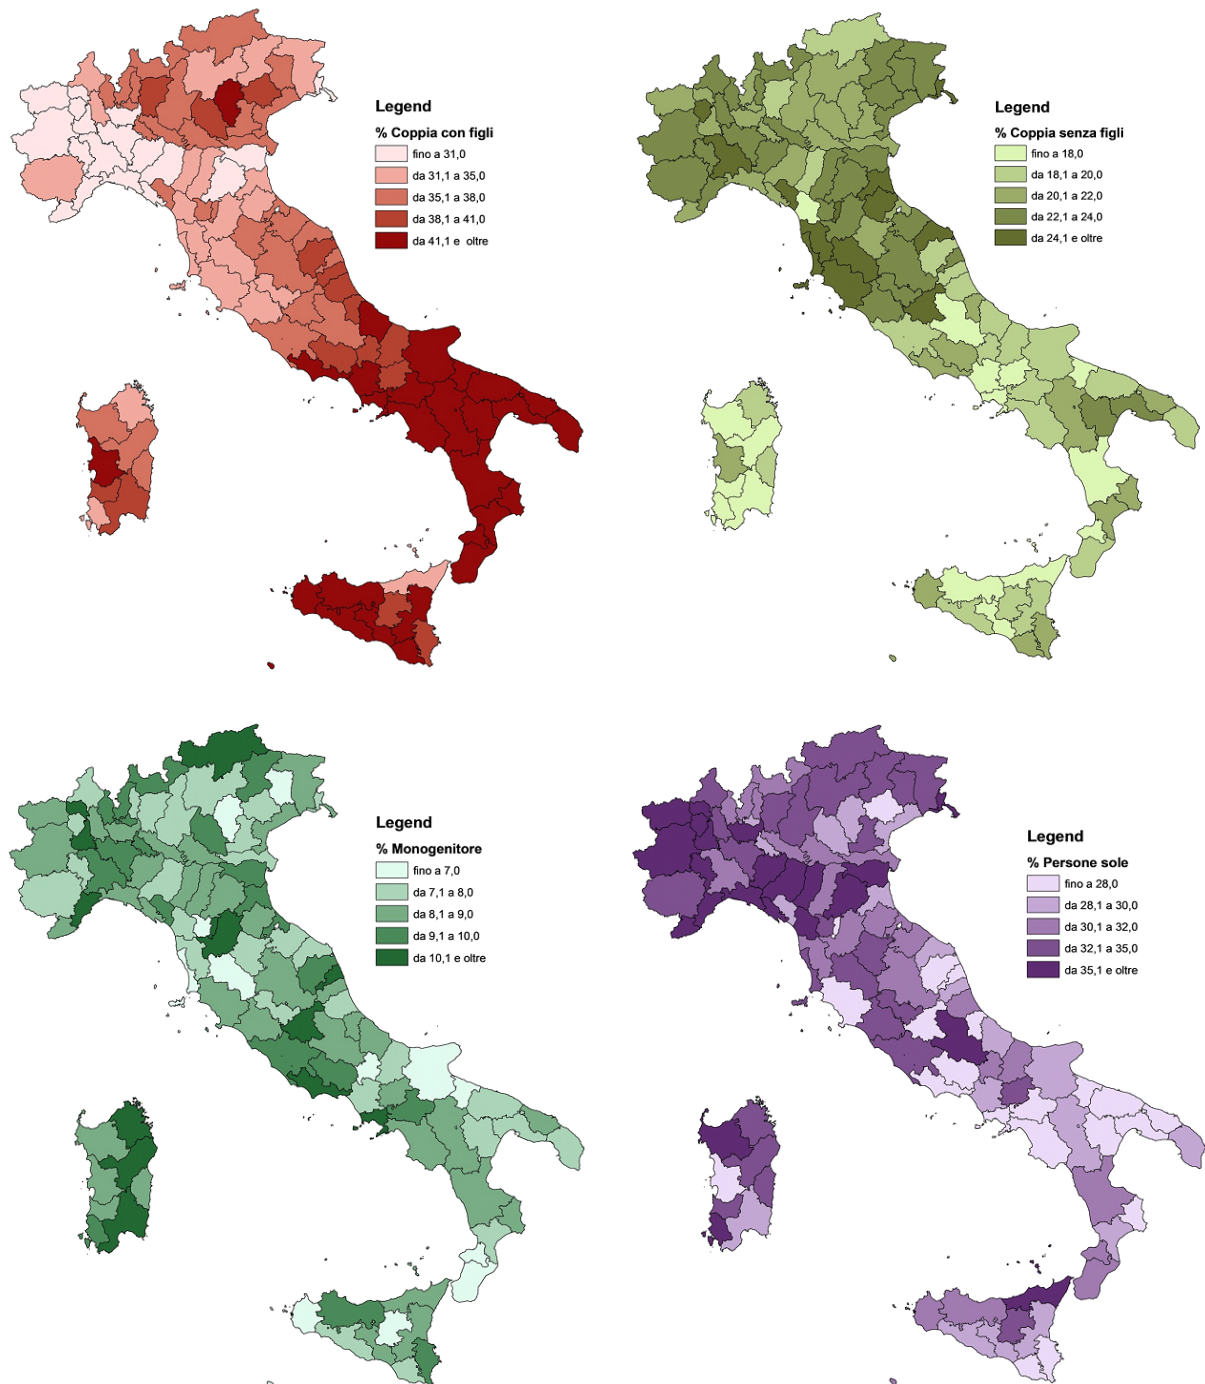 Legend
% Coppia con figli
fino a 31,0
da 31,1 a 35,0
da 35,1 a 38,0
da 38,1 a 41,0
da 41,1 e oltre
Legend
% Coppia senza figli
fino a 18,0
da 18,1 a 20,0
da 20,1 a 22,0
da 22,1 a 24,0
da 24,1 e oltre
Legend
% Monogenitore
fino a 7,0
da 7,1 a 8,0
da 8,1 a 9,0
da 9,1 a 10,0
da 10,1 e oltre
Legend
% Persone sole
fino a 28,0
da 28,1 a 30,0
da 30,1 a 32,0
da 32,1 a 35,0
da 35,1 e oltre